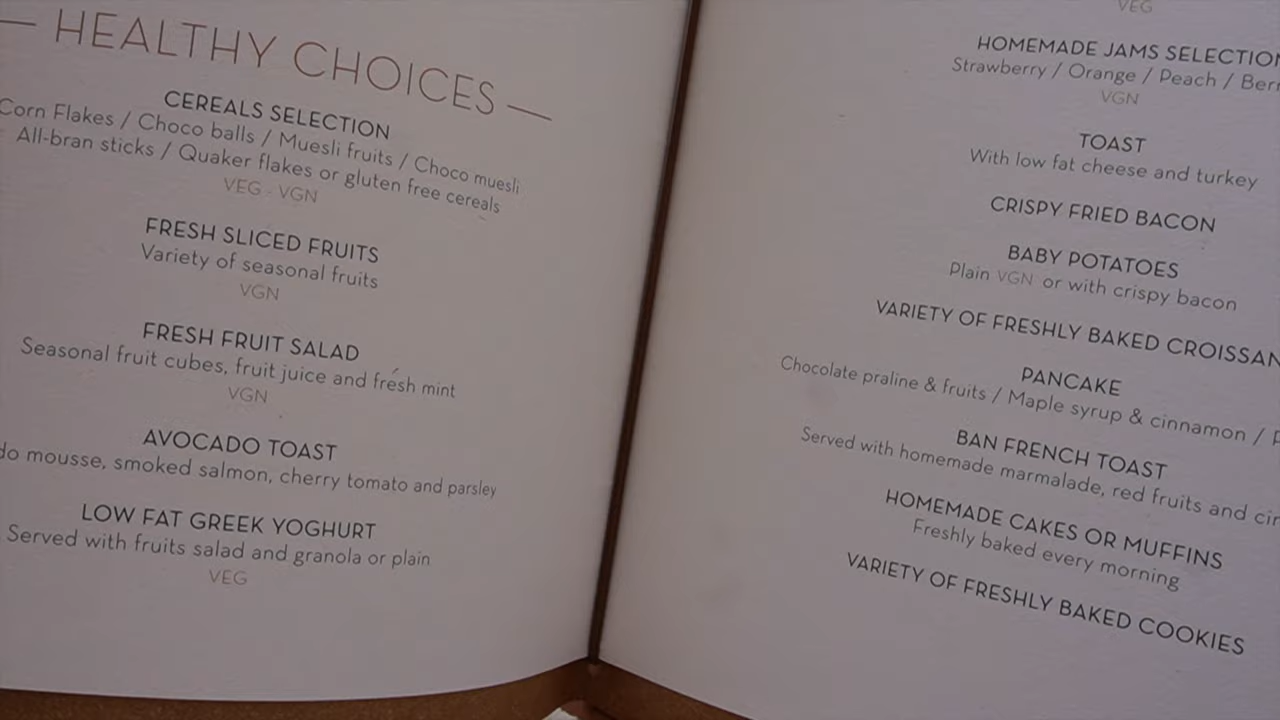 — HEALTHY CHOICES —
CEREALS SELECTION
Corn Flakes / Choco balls / Muesli fruits / Choco muesli
All-bran sticks / Quaker flakes or gluten free cereals
VEG - VGN
FRESH SLICED FRUITS
Variety of seasonal fruits
VGN
FRESH FRUIT SALAD
Seasonal fruit cubes, fruit juice and fresh mint
VGN
AVOCADO TOAST
mousse, smoked salmon, cherry tomato and parsley
LOW FAT GREEK YOGHURT
Served with fruits salad and granola or plain
VEG
VEG
HOMEMADE JAMS SELECTION
Strawberry / Orange / Peach /
VGN
TOAST
With low fat cheese and turkey
CRISPY FRIED BACON
BABY POTATOES
Plain VGN or with crispy bacon
VARIETY OF FRESHLY BAKED
PANCAKE
Chocolate praline & fruits / Maple syrup & cinnamon /
BAN FRENCH TOAST
Served with homemade marmalade, red fruits and
HOMEMADE CAKES OR MUFFINS
Freshly baked every morning
VARIETY OF FRESHLY BAKED COOKIES